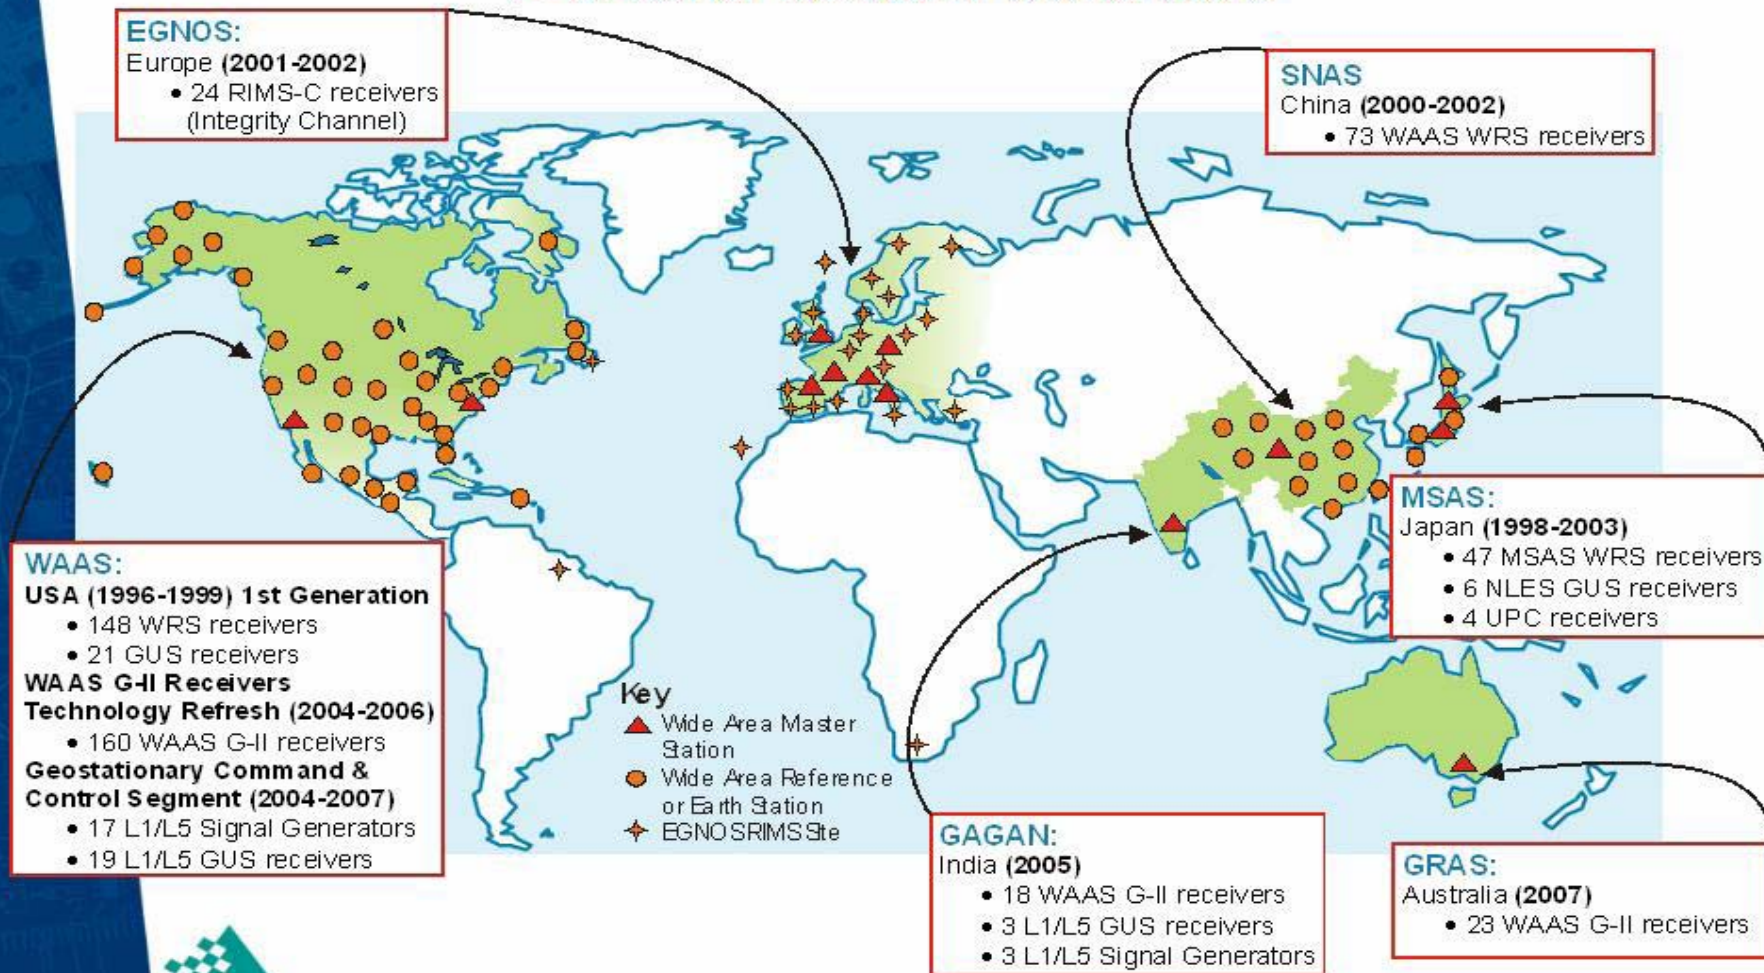 EGNOS:
Europe (2001-2002)
• 24 RIMS-C receivers
(Integrity Channel)
SNAS
China (2000-2002)
• 73 WAAS WRS receivers
WAAS:
USA (1996-1999) 1st Generation
• 148 WRS receivers
• 21 GUS receivers
WAAS G-II Receivers
Technology Refresh (2004-2006)
• 160 WAAS G-II receivers
Geostationary Command &
Control Segment (2004-2007)
• 17 L1/L5 Signal Generators
• 19 L1/L5 GUS receivers
Key
Wide Area Master
Station
Wide Area Reference
or Earth Station
EGNOSRIMSSite
MSAS:
Japan (1998-2003)
• 47 MSAS WRS receivers
• 6 NLES GUS receivers
• 4 UPC receivers
GAGAN:
India (2005)
• 18 WAAS G-II receivers
• 3 L1/L5 GUS receivers
• 3 L1/L5 Signal Generators
GRAS:
Australia (2007)
• 23 WAAS G-II receivers